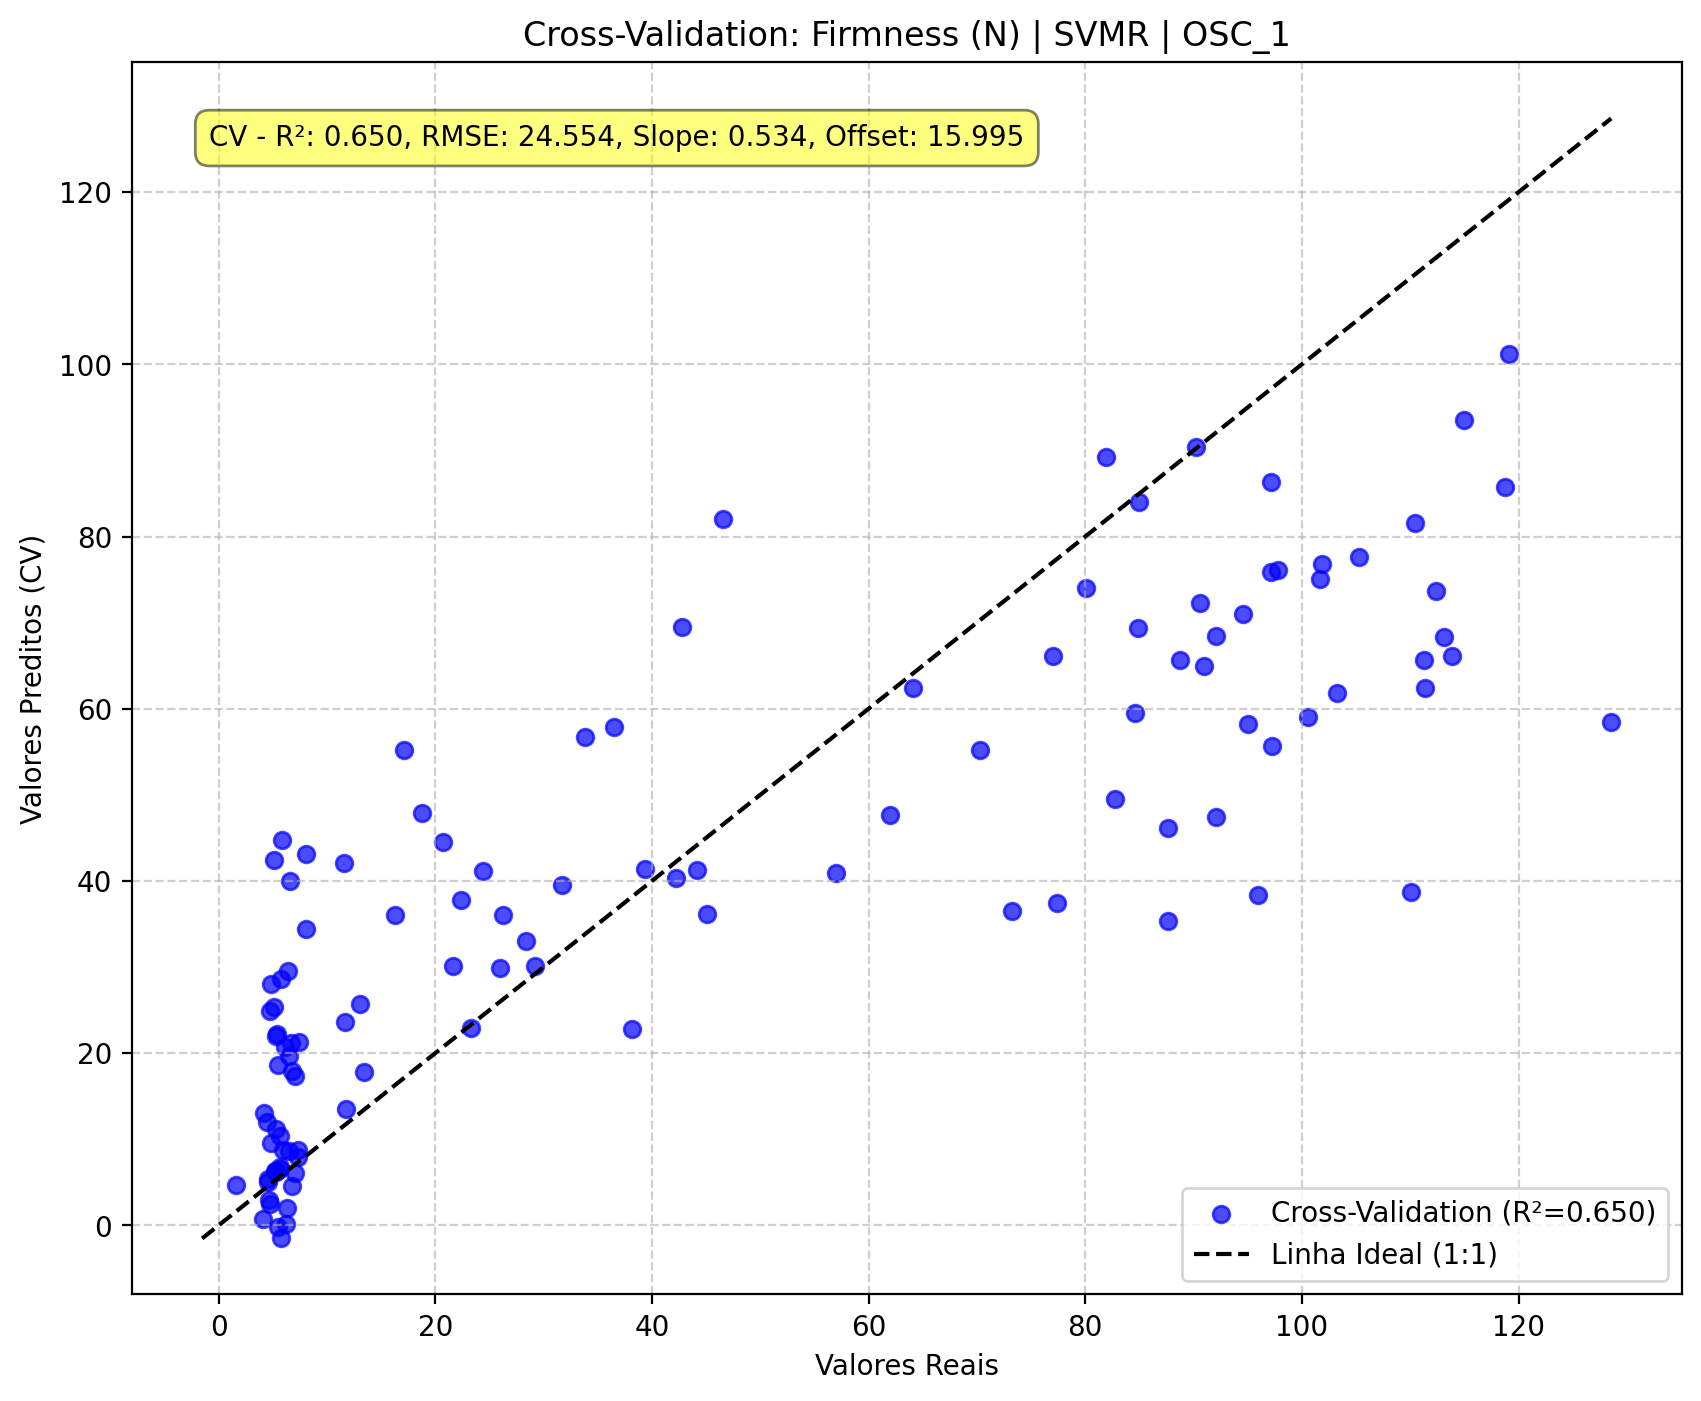 Cross-Validation: Firmness (N) | SVMR | OSC_1
CV - R²: 0.650, RMSE: 24.554, Slope: 0.534, Offset: 15.995
Valores Preditos (CV)
120
100
80
60
40
20
0
Cross-Validation (R²=0.650)
Linha Ideal (1:1)
0 20 40 60 80 100 120
Valores Reais